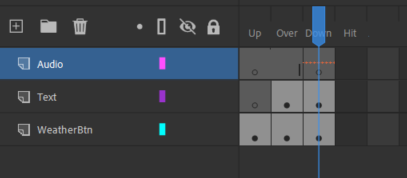 Up Over Down Hit
Audio
Text
WeatherBtn